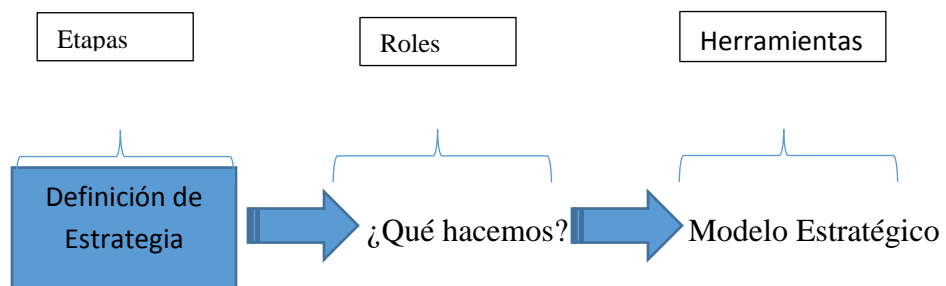 Etapas
Roles
Herramientas
Definición de
Estrategia
¿Qué hacemos?
Modelo Estratégico